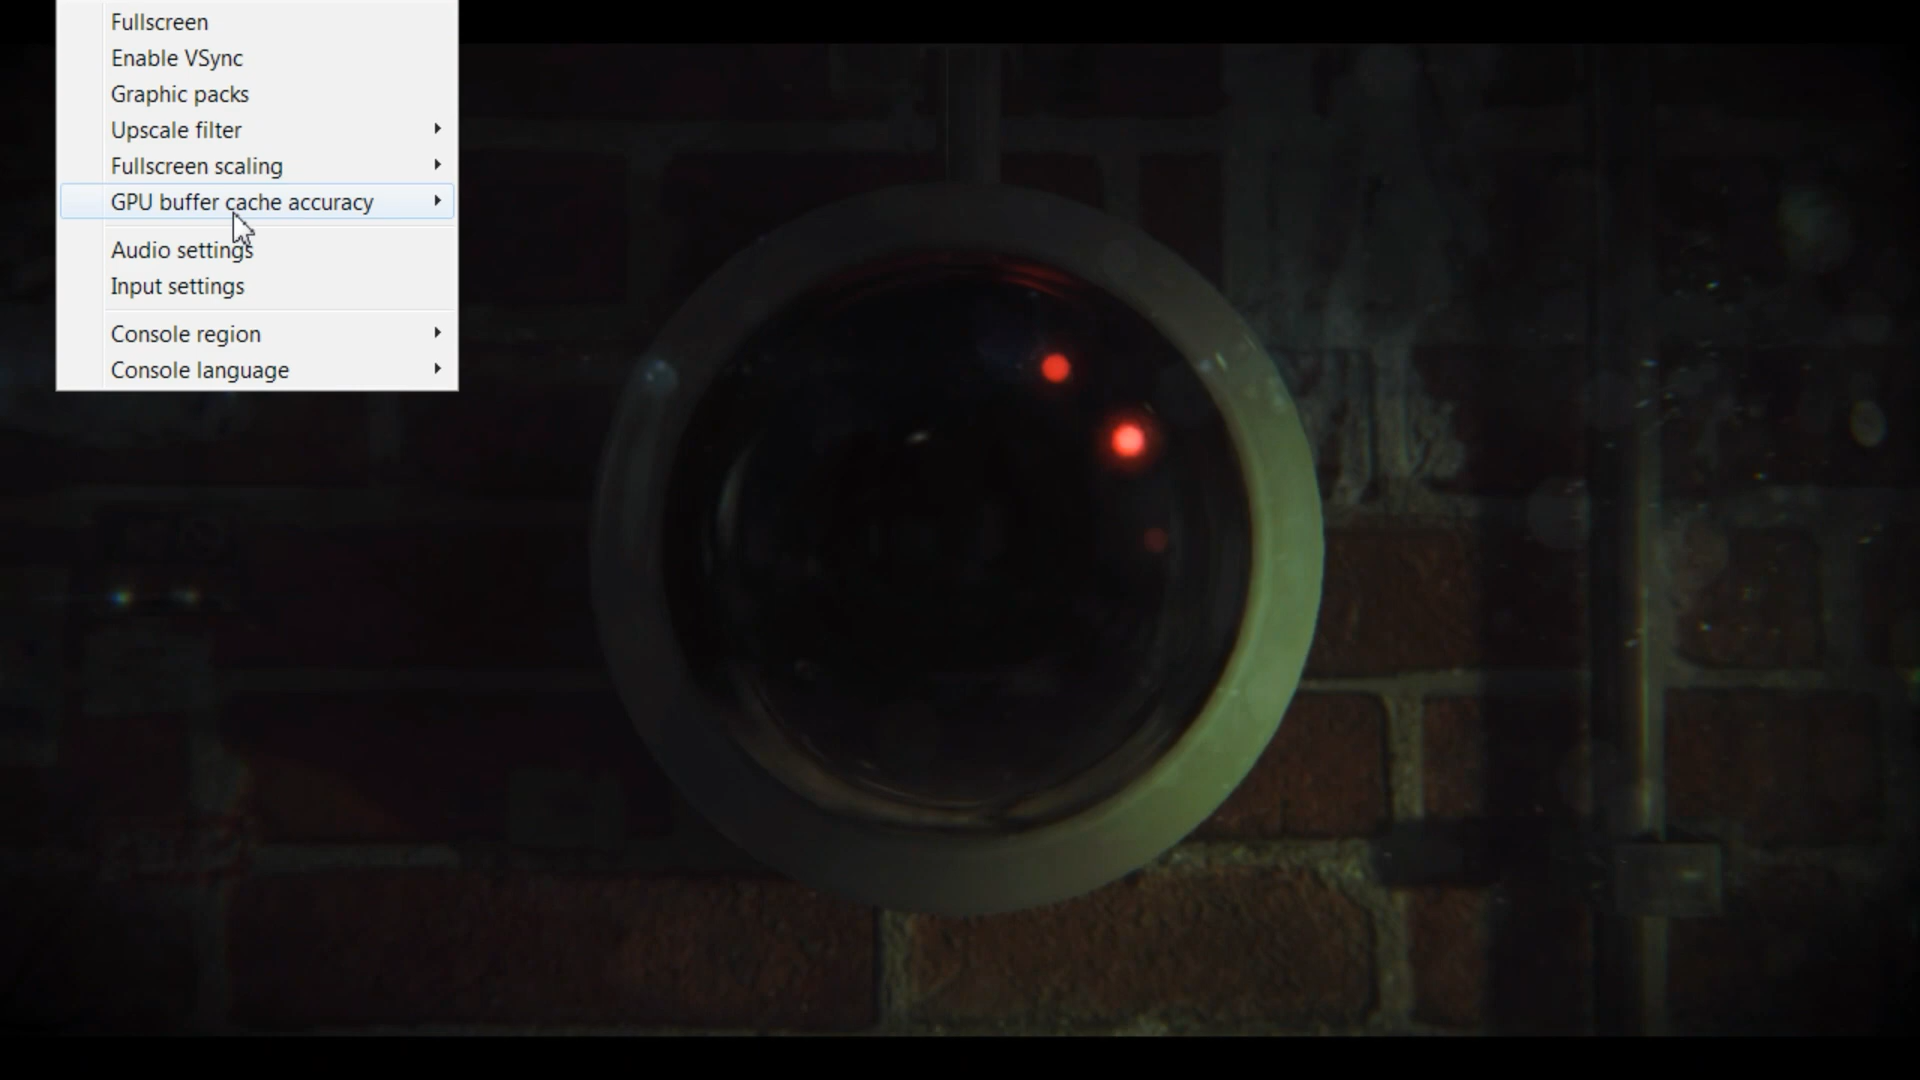 Fullscreen
Enable VSync
Graphic packs
Upscale filter
Fullscreen scaling
GPU buffer cache accuracy
Audio settings
Input settings
Console region
Console language